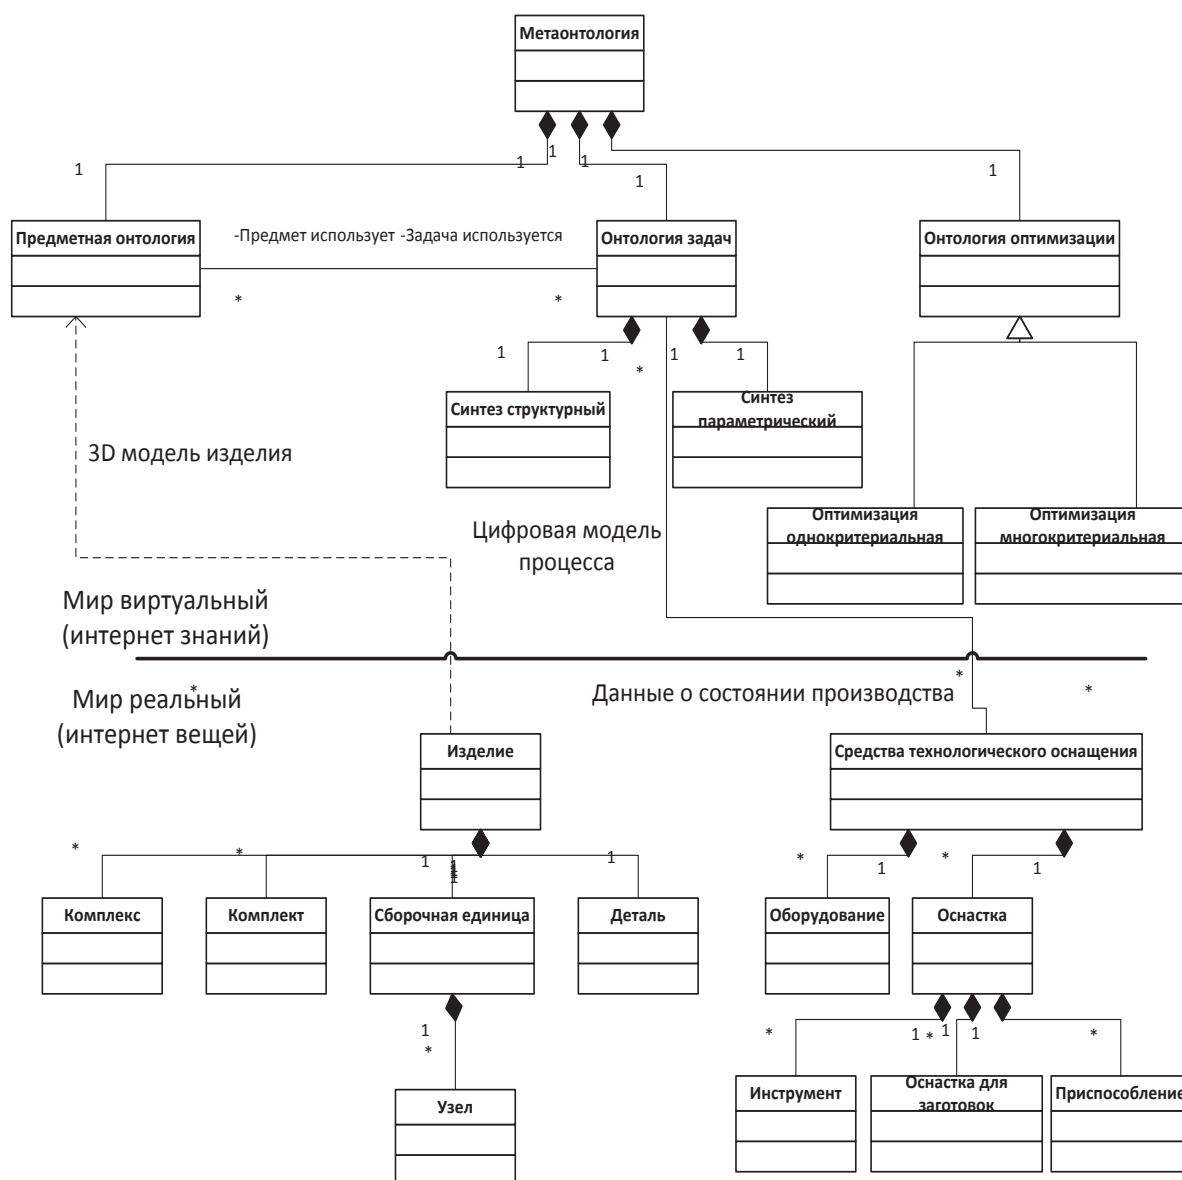 Метаонтология
1
1
1
1
1
1
Предметная онтология
-Предмет использует -Задача используется
Онтология задач
Онтология оптимизации
*
*
1
1
1
1
*
Синтез структурный
Синтез
параметрический
3D модель изделия
Цифровая модель
процесса
Оптимизация
однокритериальная
Оптимизация
многокритериальная
Мир виртуальный
(интернет знаний)
Мир реальный
(интернет вещей)
*
Данные о состоянии производства
*
*
Изделие
Средства технологического оснащения
*
*
1
1
1
*
1
*
1
Комплекс
Комплект
Сборочная единица
Деталь
Оборудование
Оснастка
1
*
*
1
*
1
1
*
Узел
Инструмент
Оснастка для
заготовок
Приспособление